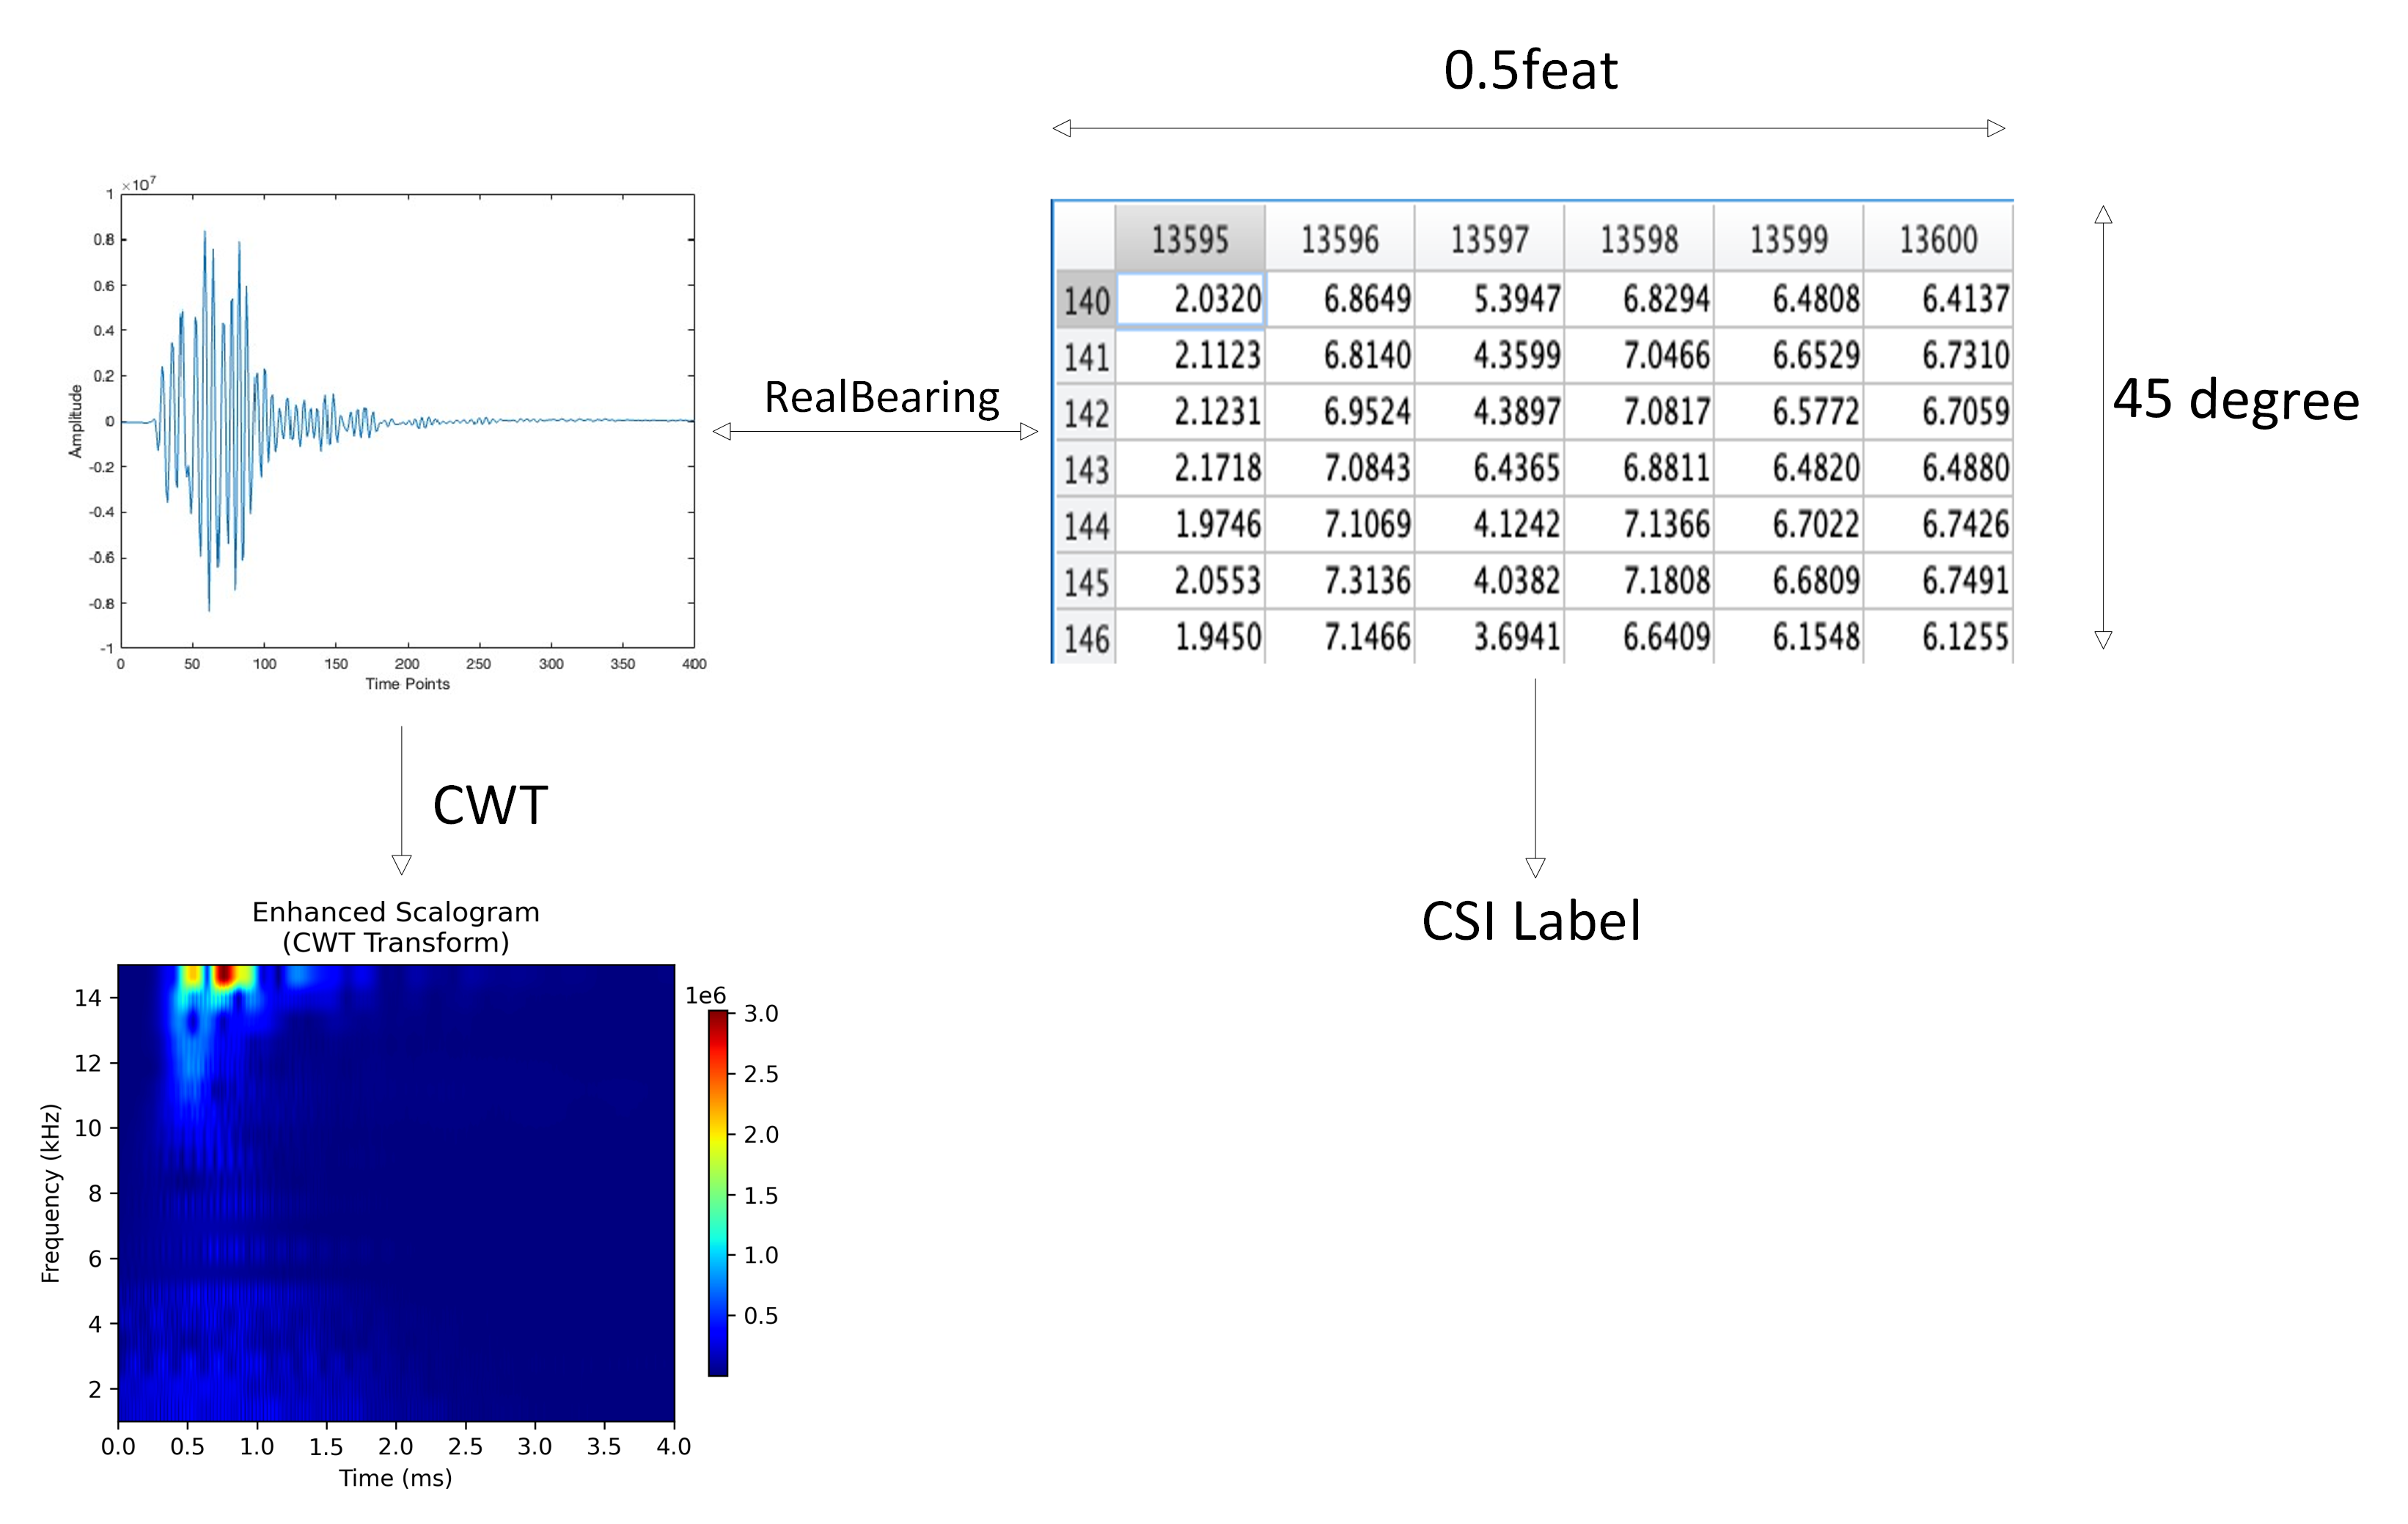 0.5feat
×10⁷
1
0.8
0.6
0.4
0.2
0
-0.2
-0.4
-0.6
-0.8
-1
Amplitude
0 50 100 150 200 250 300 350 400
Time Points
RealBearing
13595 13596 13597 13598 13599 13600
140 2.0320 6.8649 5.3947 6.8294 6.4808 6.4137
141 2.1123 6.8140 4.3599 7.0466 6.6529 6.7310
142 2.1231 6.9524 4.3897 7.0817 6.5772 6.7059
143 2.1718 7.0843 6.4365 6.8811 6.4820 6.4880
144 1.9746 7.1069 4.1242 7.1366 6.7022 6.7426
145 2.0553 7.3136 4.0382 7.1808 6.6809 6.7491
146 1.9450 7.1466 3.6941 6.6409 6.1548 6.1255
45 degree
CWT
CSI Label
Enhanced Scalogram
(CWT Transform)
14
12
10
8
6
4
2
Frequency (kHz)
0.0 0.5 1.0 1.5 2.0 2.5 3.0 3.5 4.0
Time (ms)
1e6
3.0
2.5
2.0
1.5
1.0
0.5